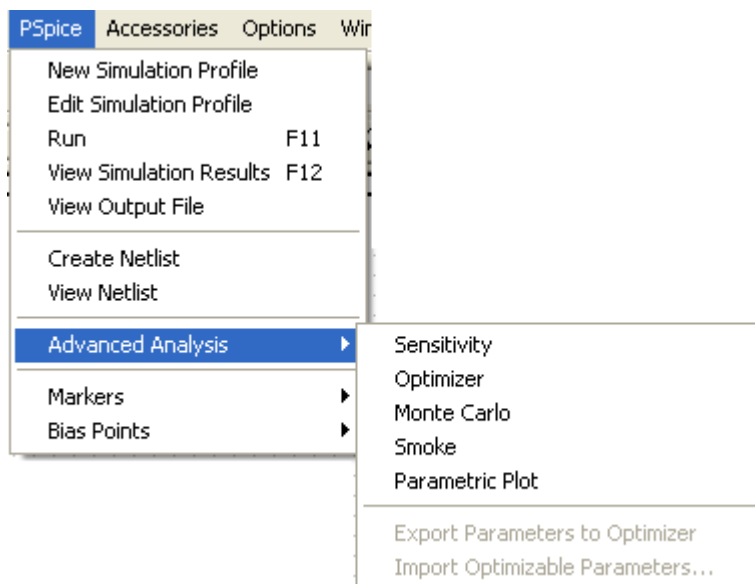 PSpice Accessories Options
New Simulation Profile
Edit Simulation Profile
Run F11
View Simulation Results F12
View Output File
Create Netlist
View Netlist
Advanced Analysis
Markers
Bias Points
Sensitivity
Optimizer
Monte Carlo
Smoke
Parametric Plot
Export Parameters to Optimizer
Import Optimizable Parameters...